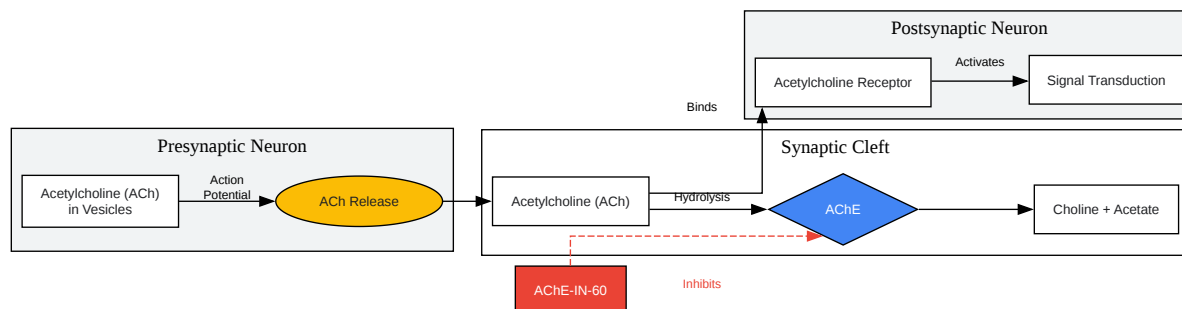 Postsynaptic Neuron
Acetylcholine Receptor
Activates
Signal Transduction
Binds
Presynaptic Neuron
Acetylcholine (ACh)
in Vesicles
Action
Potential
ACh Release
Synaptic Cleft
Acetylcholine (ACh)
Hydrolysis
AChE
Choline + Acetate
AChE-IN-60
Inhibits